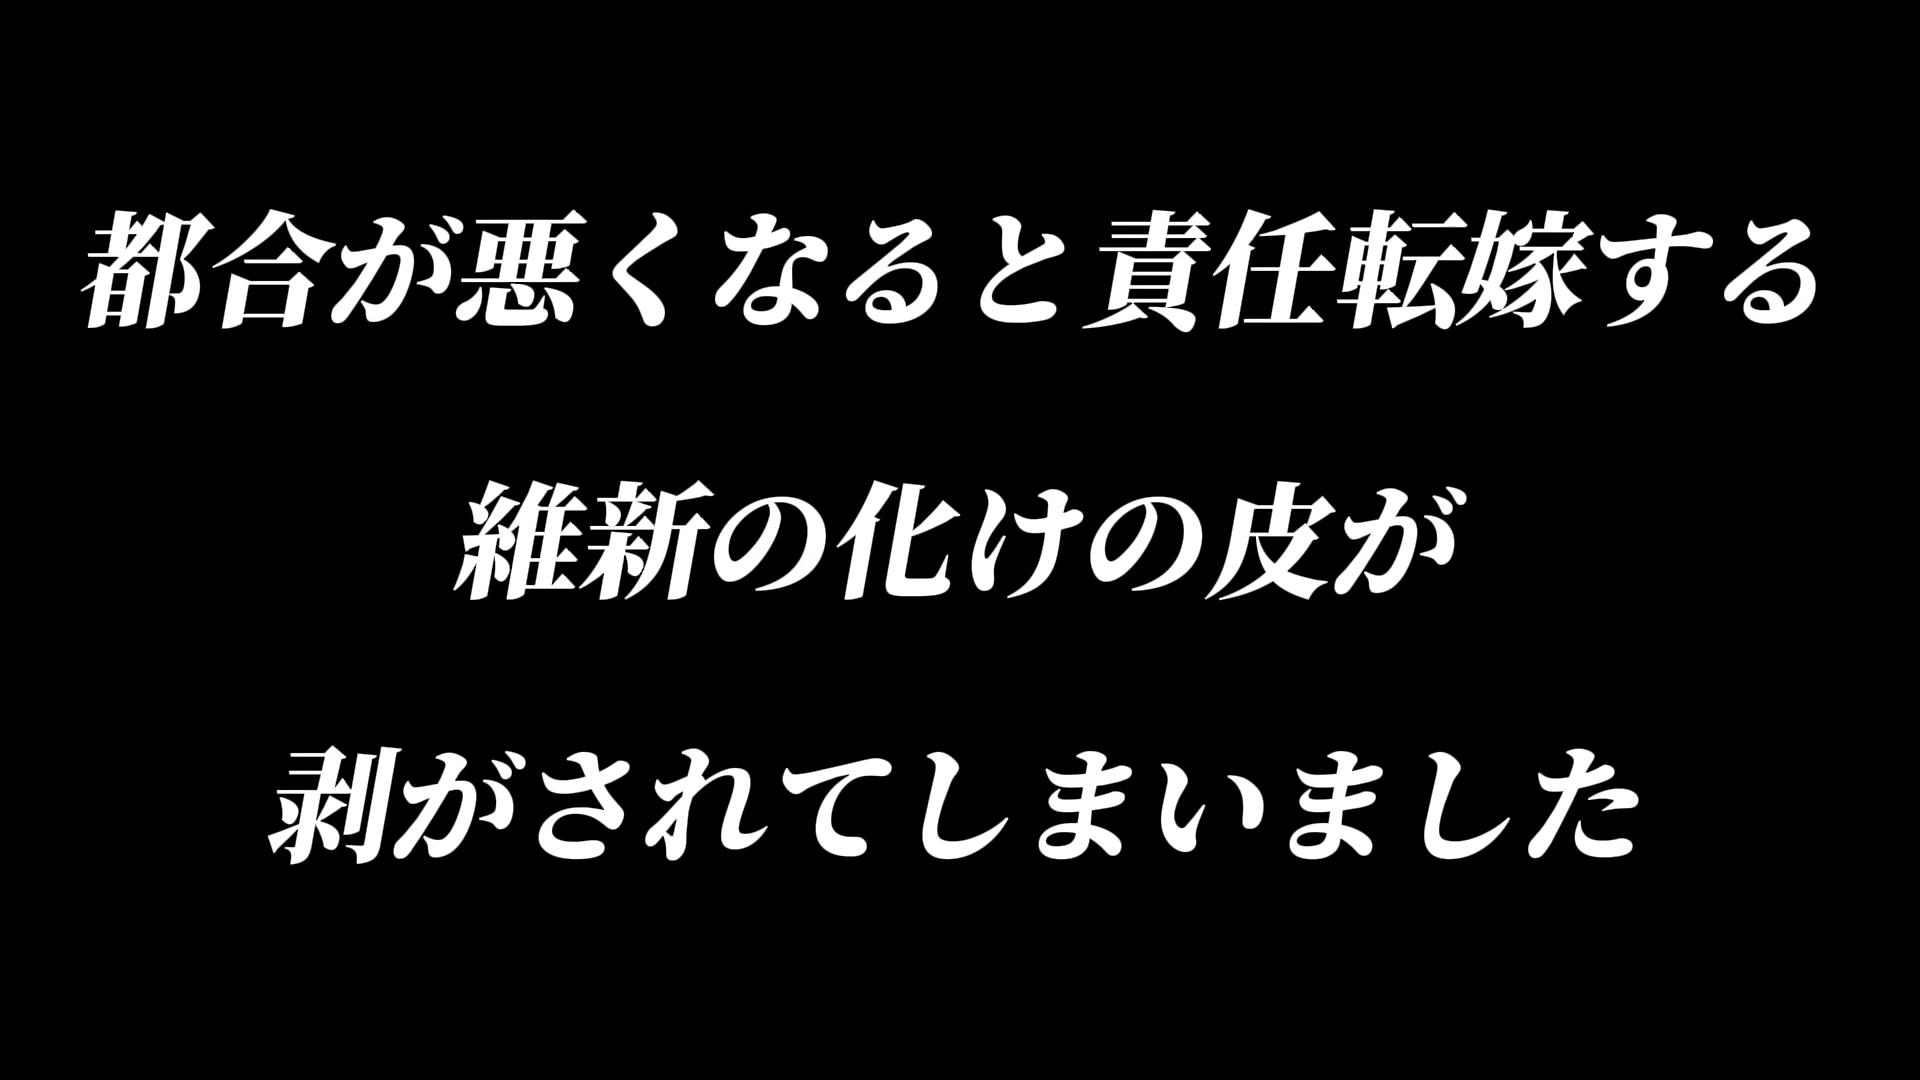 都合が悪くなると責任転嫁する
維新の化けの皮が
剥がされてしまいました